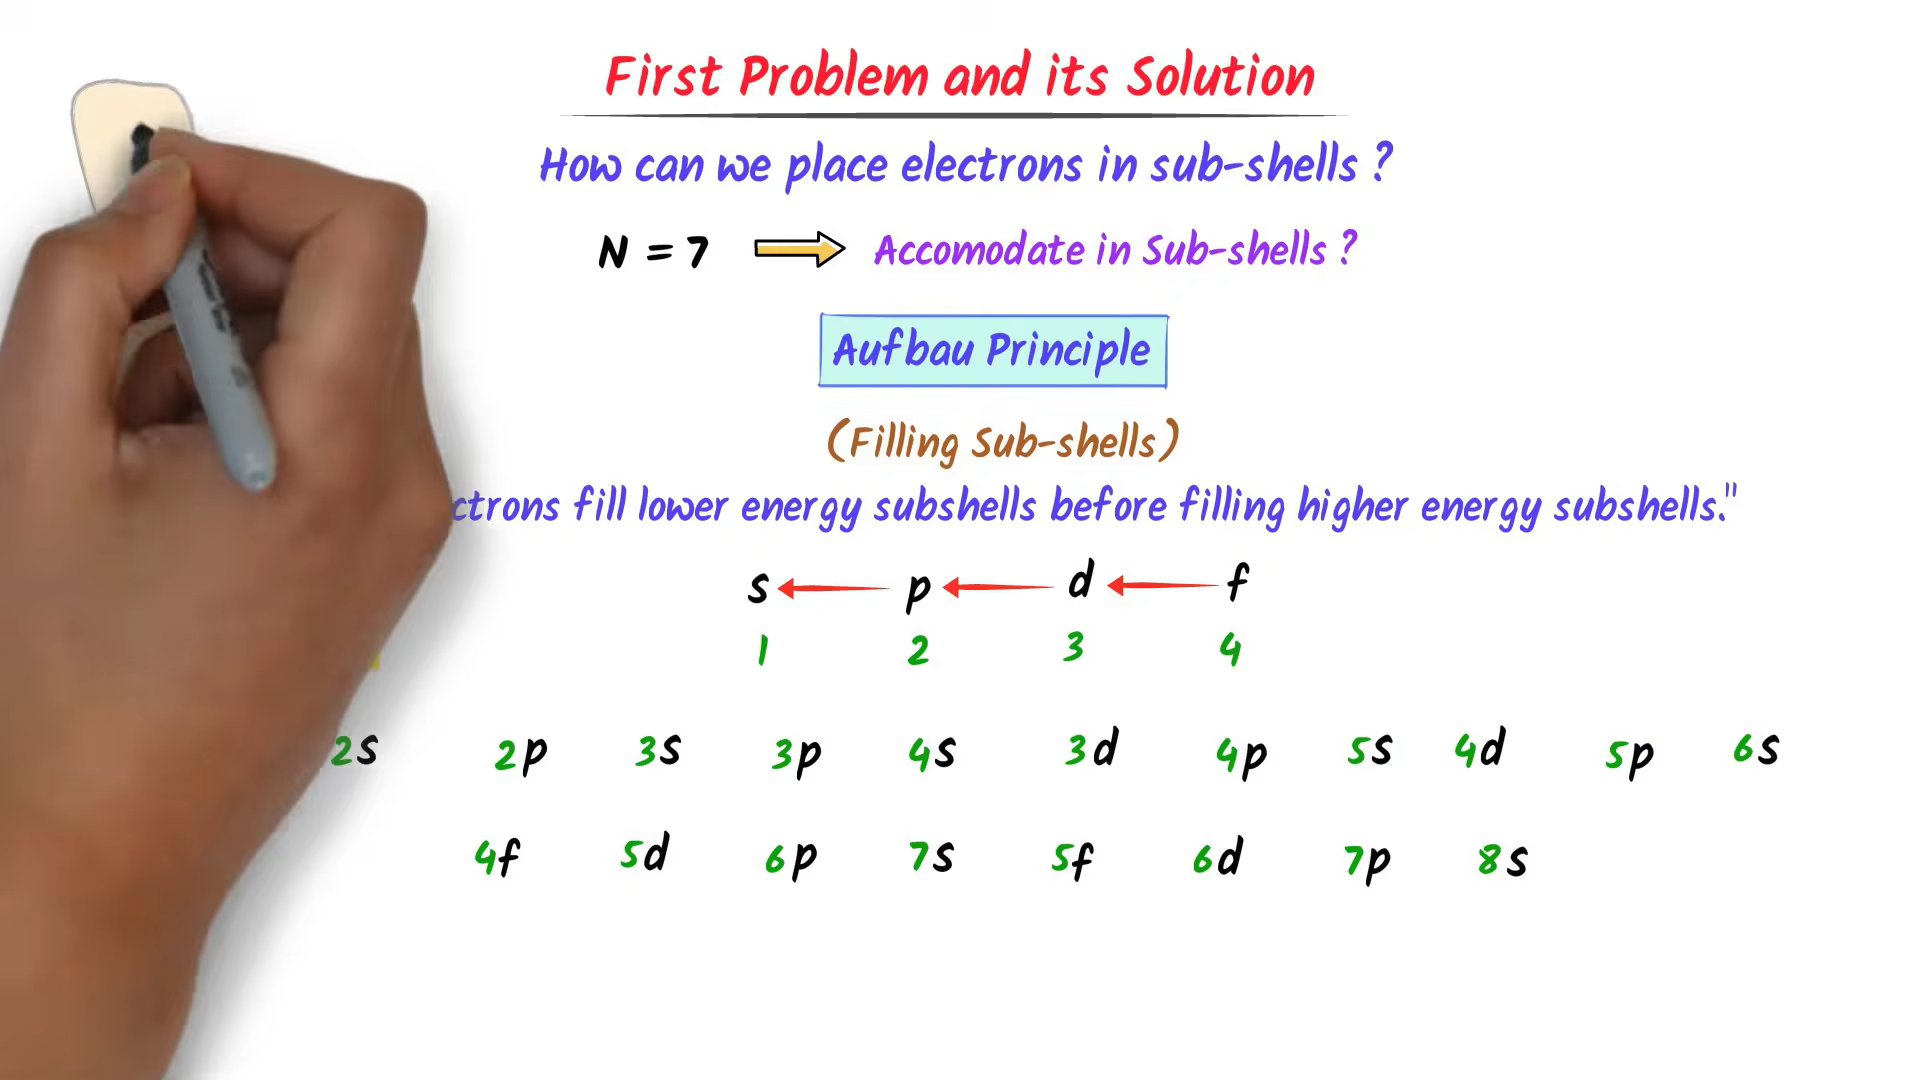 First Problem and its Solution
How can we place electrons in sub-shells ?
N = 7 Accomodate in Sub-shells ?
Aufbau Principle
(Filling Sub-shells)
fill lower energy subshells before filling higher energy subshells."
s p d f
1 2 3 4
2s 2p 3s 3p 4s 3d 4p 5s 4d 5p 6s
4f 5d 6p 7s 5f 6d 7p 8s